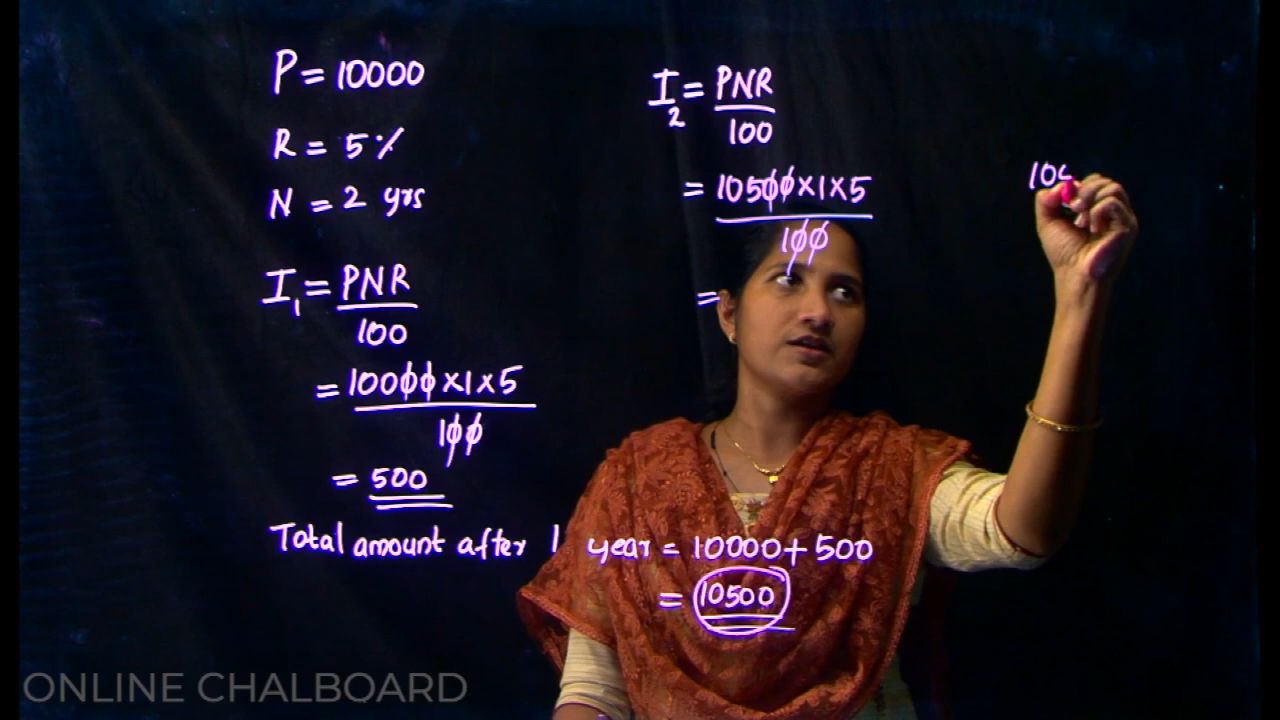 P = 10000
R = 5%
N = 2 yrs
I₁ = PNR
100
= 10000×1×5
100
= 500
Total amount after 1 year = 10000+500
= 10500
I₂ = PNR
100
= 10500×1×5
100
=
ONLINE CHALBOARD